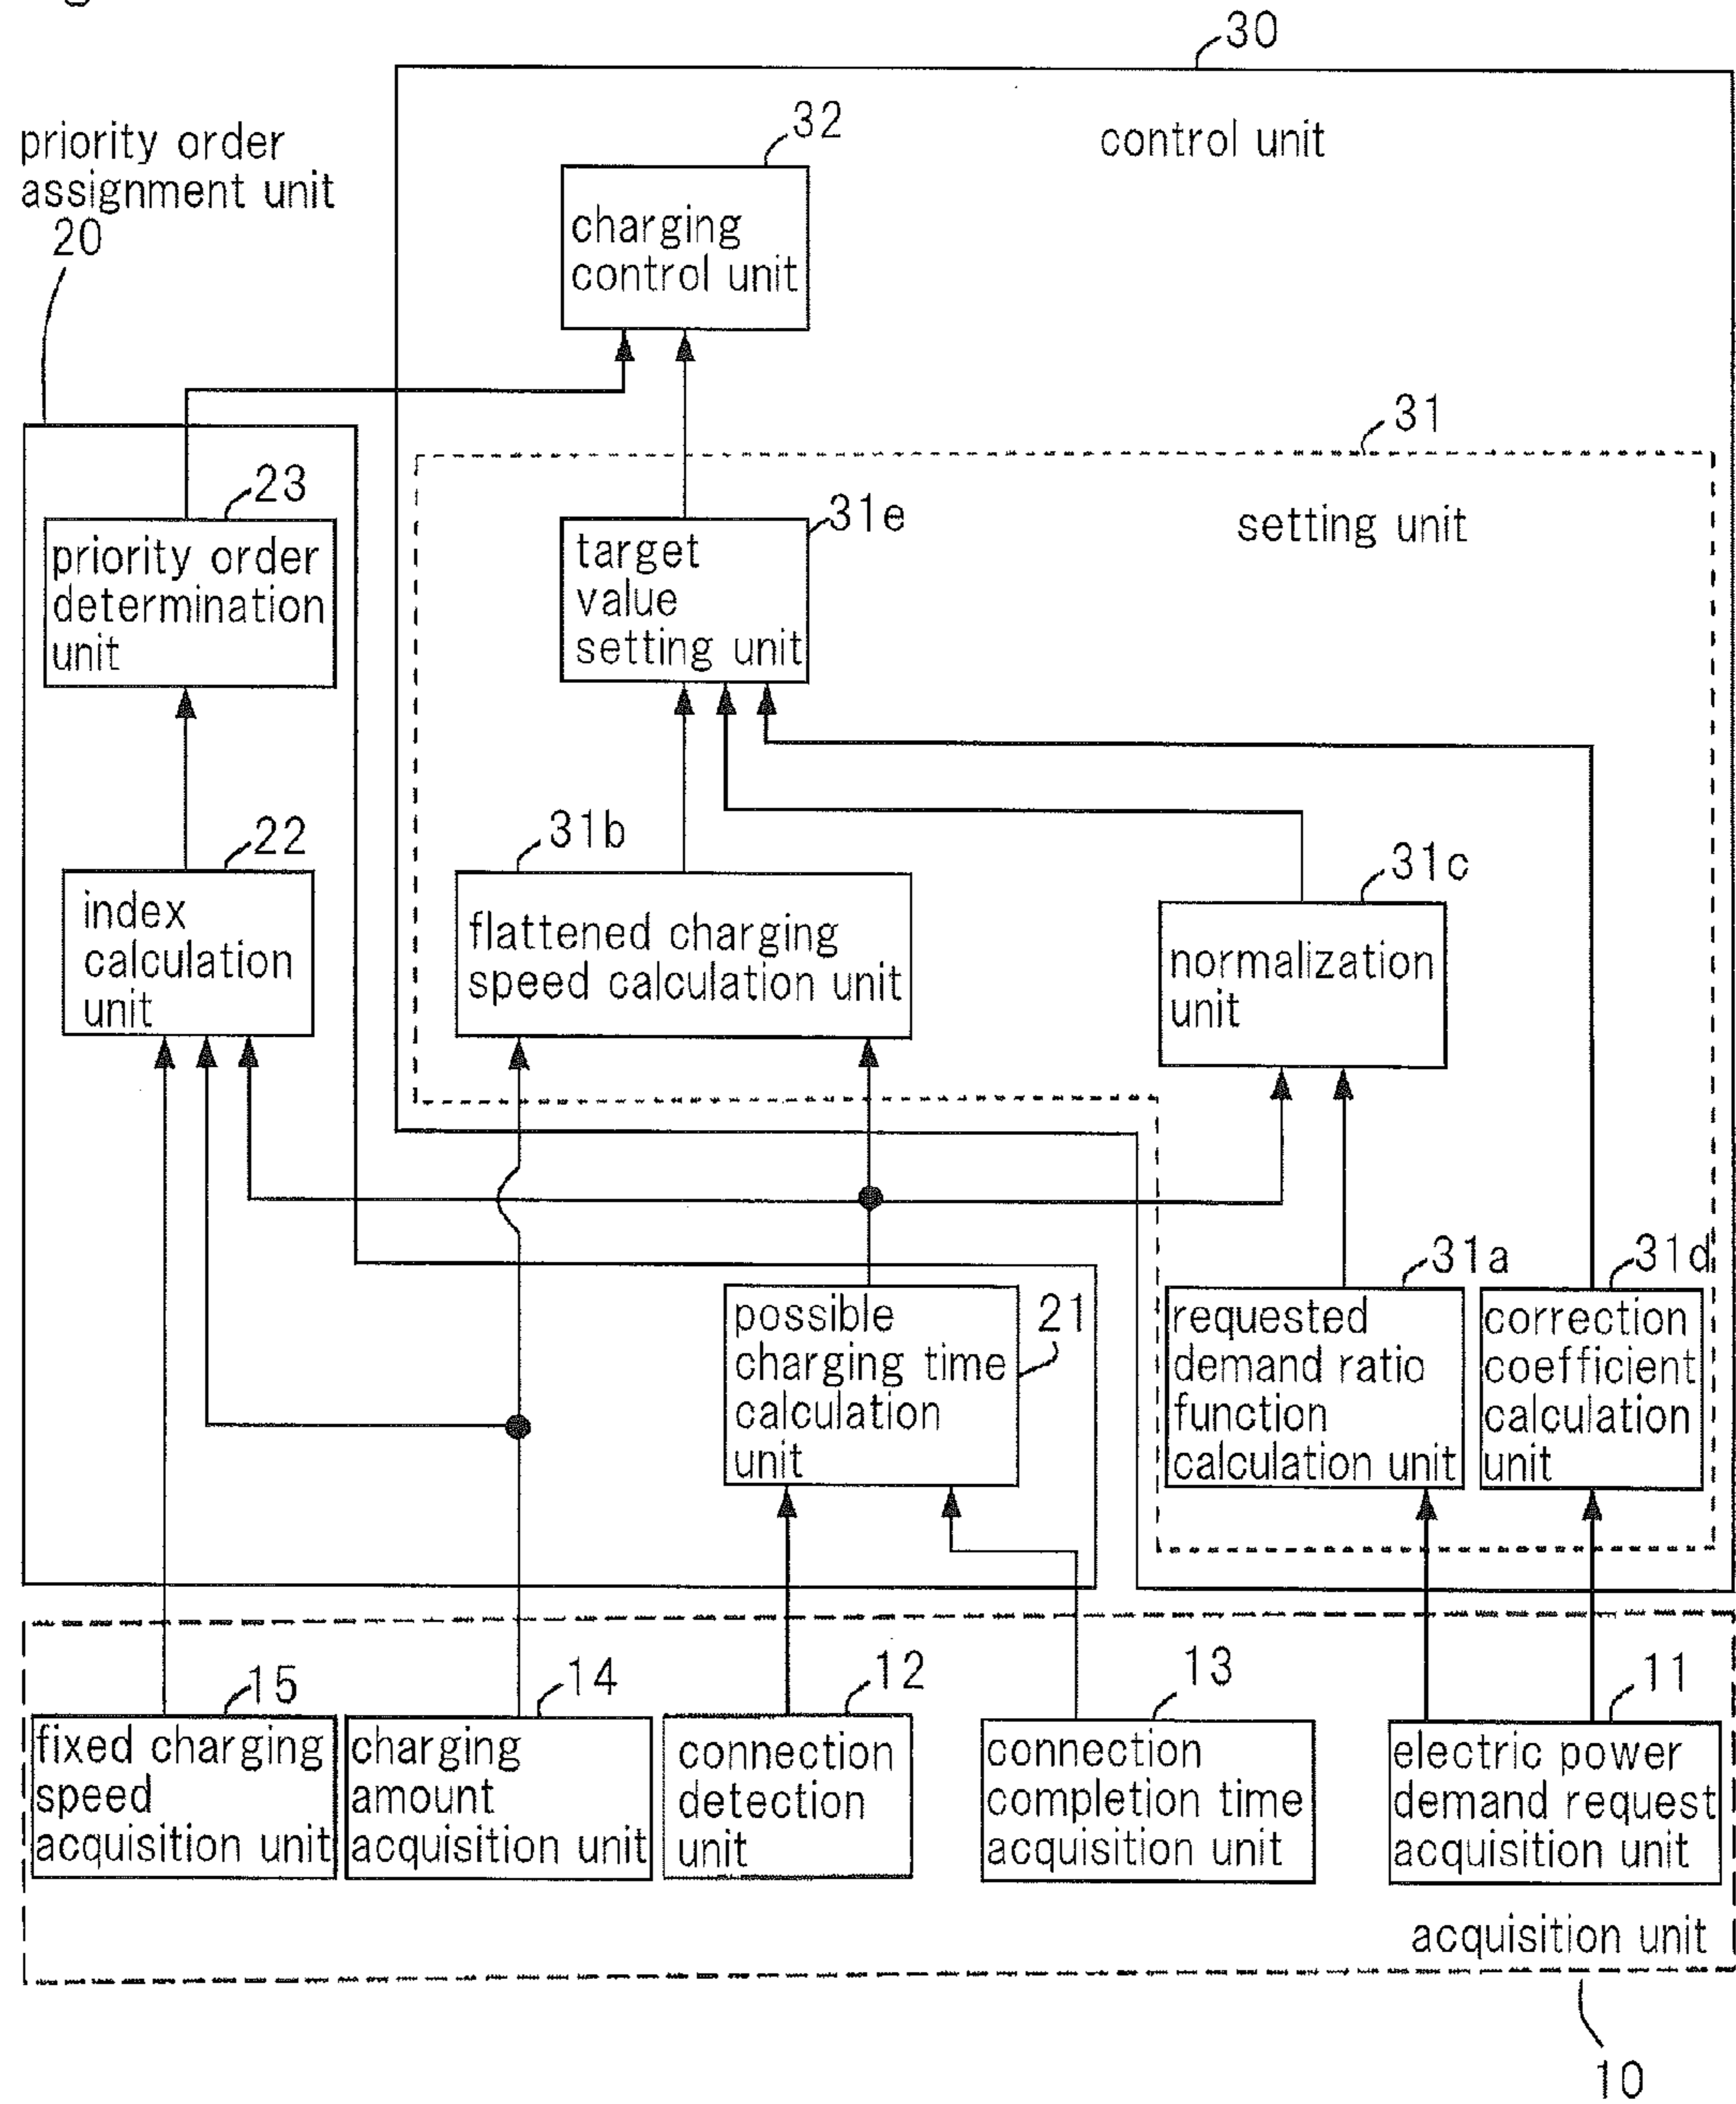 30
control unit
32
charging
control unit
priority order
assignment unit
20
31
setting unit
23
priority order
determination
unit
31e
target
value
setting unit
22
index
calculation
unit
31b
flattened charging
speed calculation unit
31c
normalization
unit
21
possible
charging time
calculation
unit
31a
requested
demand ratio
function
calculation unit
31d
correction
coefficient
calculation
unit
15
fixed charging
speed
acquisition unit
14
charging
amount
acquisition unit
12
connection
detection
unit
13
connection
completion time
acquisition unit
11
electric power
demand request
acquisition unit
acquisition unit
10